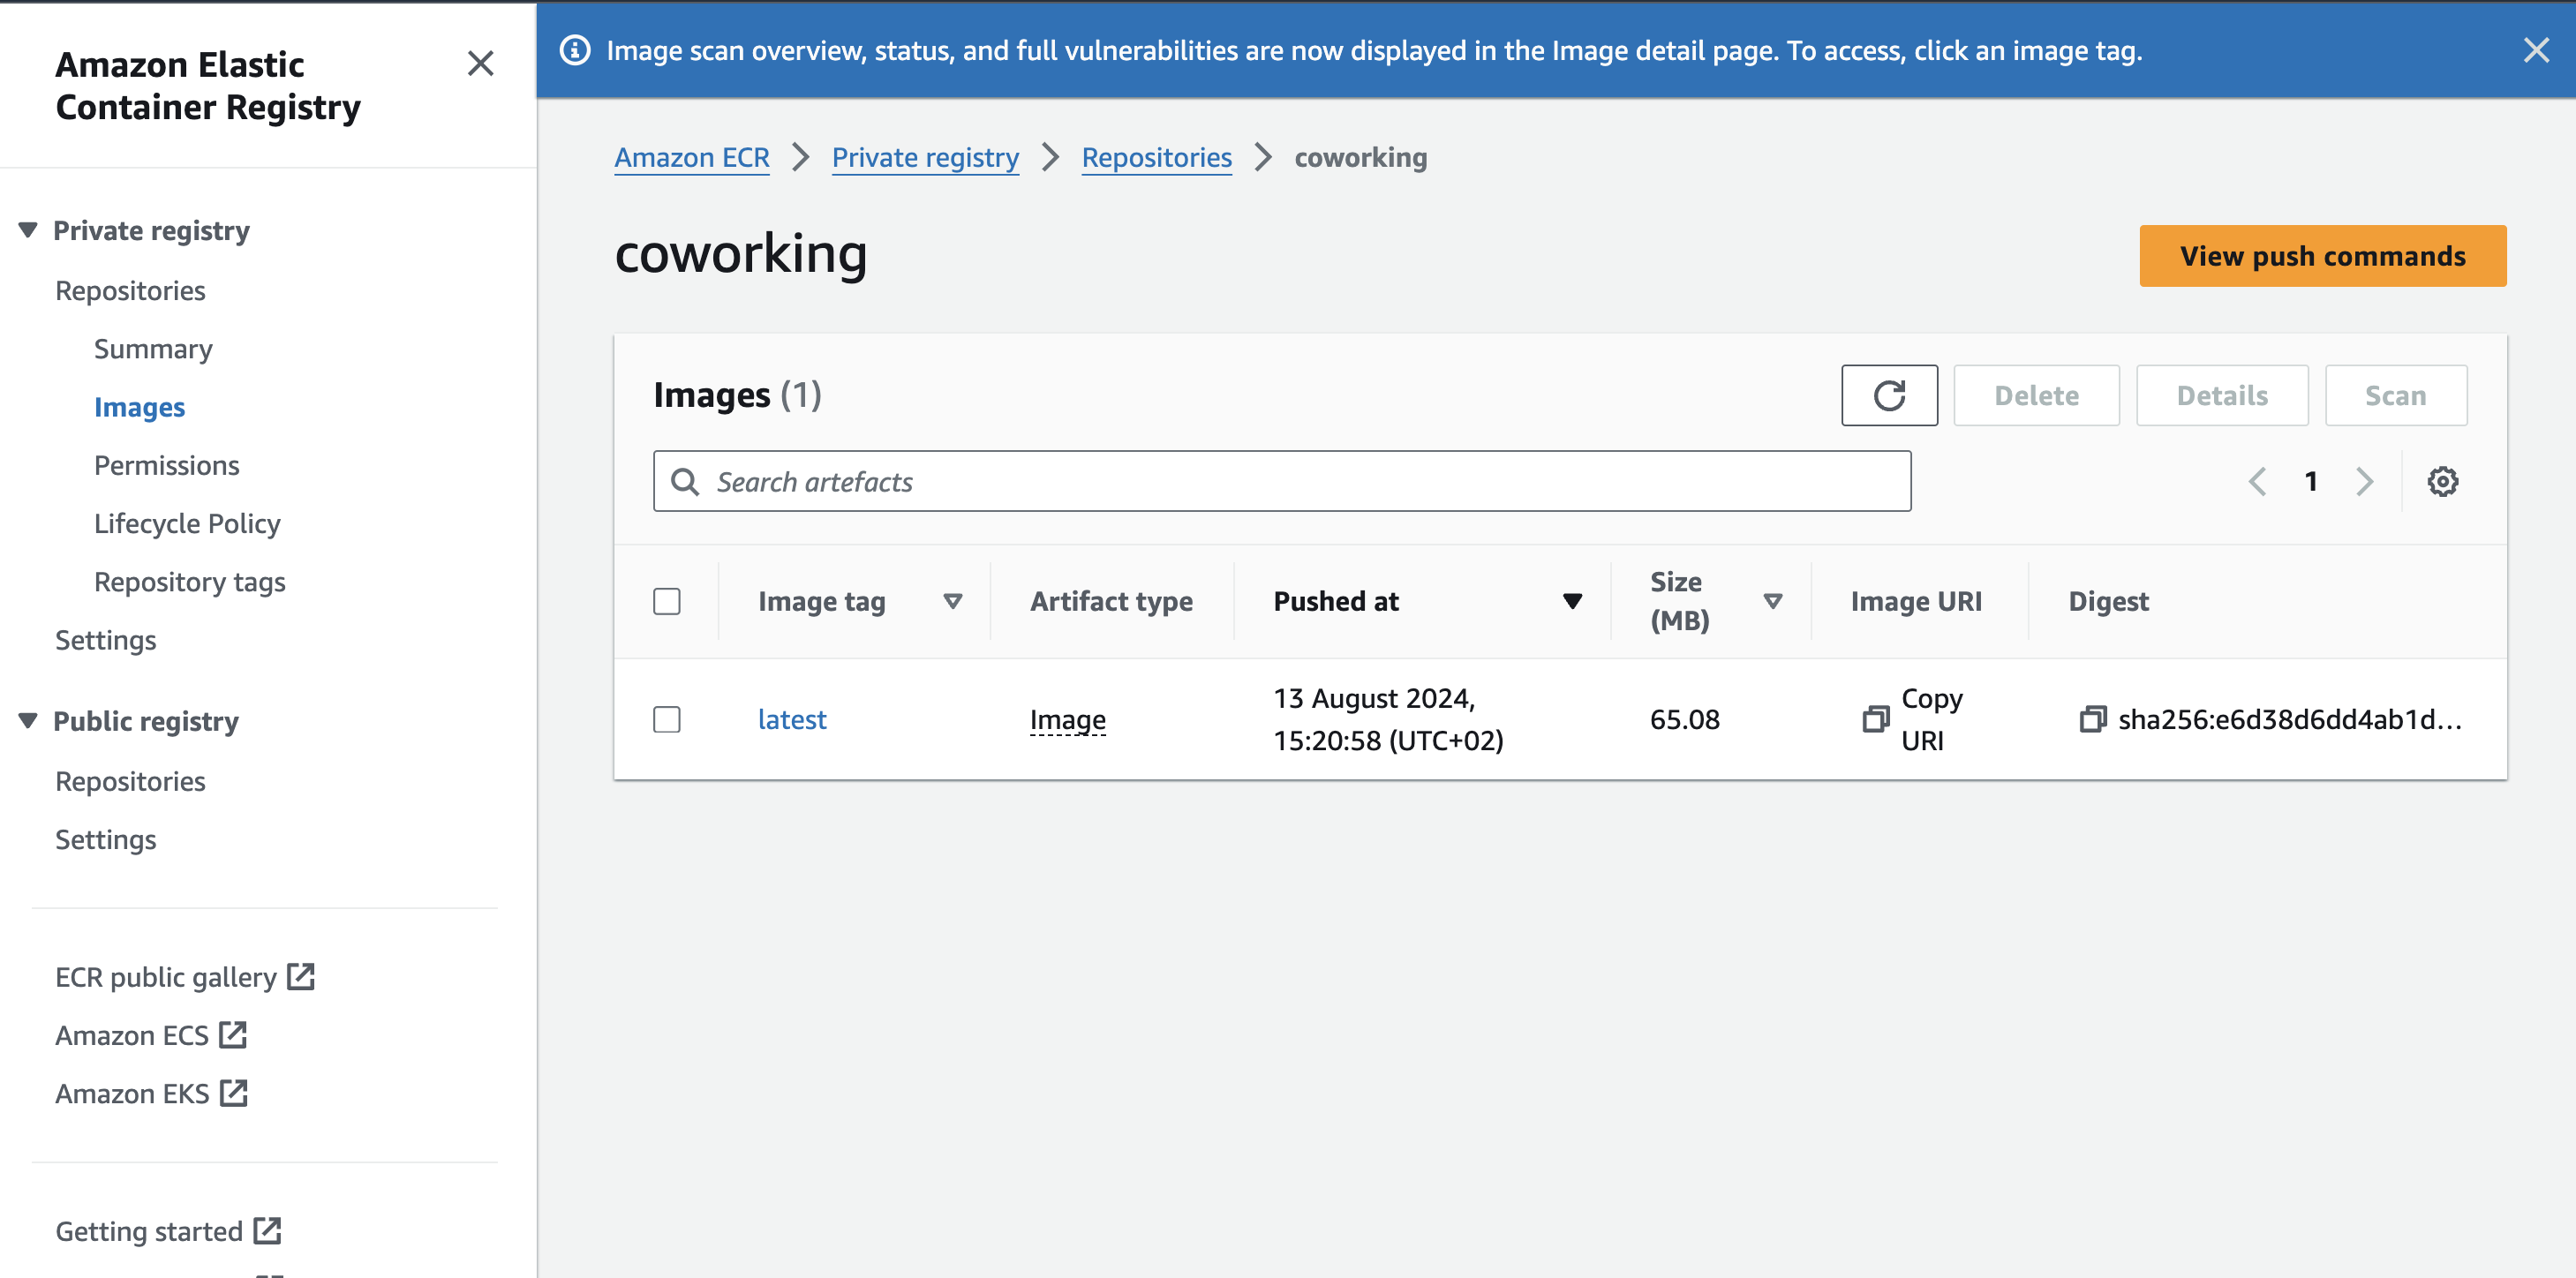 Amazon Elastic
Container Registry
Private registry
Repositories
Summary
Images
Permissions
Lifecycle Policy
Repository tags
Settings
Public registry
Repositories
Settings
ECR public gallery
Amazon ECS
Amazon EKS
Getting started
Image scan overview, status, and full vulnerabilities are now displayed in the Image detail page. To access, click an image tag.
Amazon ECR > Private registry > Repositories > coworking
coworking
View push commands
Images (1)
Delete
Details
Scan
Search artefacts
1
Image tag
Artifact type
Pushed at
Size
(MB)
Image URI
Digest
latest
Image
13 August 2024,
15:20:58 (UTC+02)
65.08
Copy
URI
sha256:e6d38d6dd4ab1d...